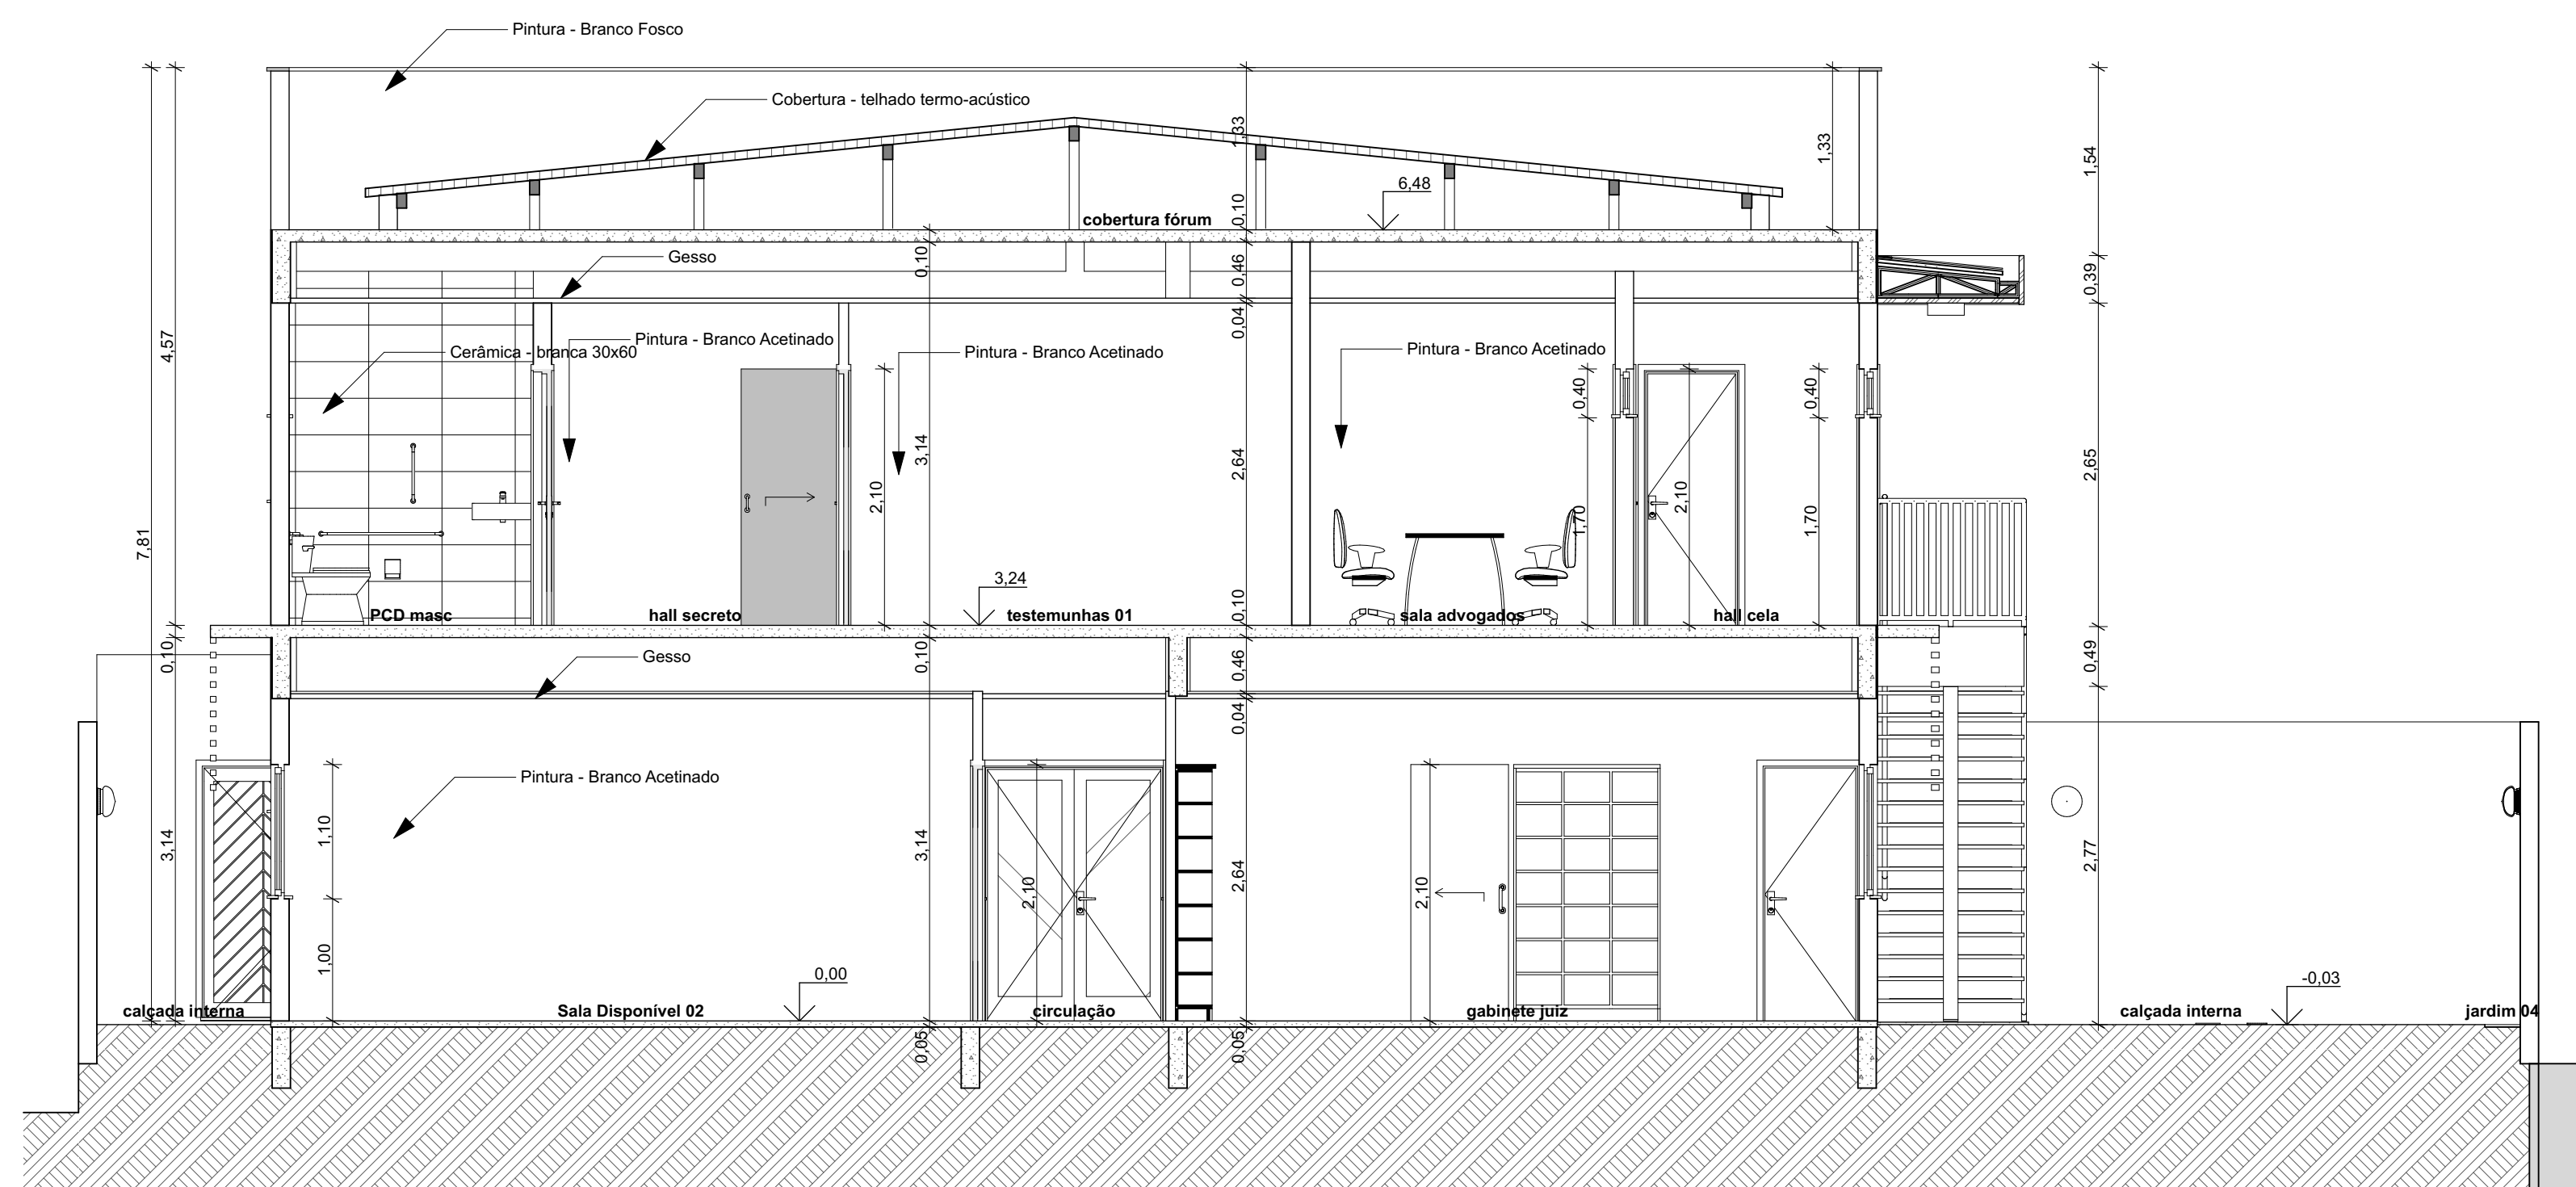 Pintura - Branco Fosco
Cobertura - telhado termo-acústico
1,33
1,33
1,54
6,48
cobertura fórum
0,10
Gesso
0,10
0,46
0,39
0,04
4,57
Pintura - Branco Acetinado
Cerâmica - branca 30x60
Pintura - Branco Acetinado
Pintura - Branco Acetinado
0,40
0,40
3,14
2,64
2,65
2,10
2,10
1,70
1,70
7,81
3,24
0,10
PCD masc
hall secreto
testemunhas 01
sala advogados
hall cela
0,10
Gesso
0,10
0,46
0,49
0,04
Pintura - Branco Acetinado
1,10
3,14
3,14
2,64
2,77
2,10
2,10
1,00
0,00
-0,03
calçada interna
Sala Disponível 02
circulação
gabinete juiz
calçada interna
jardim 04
0,05
0,05